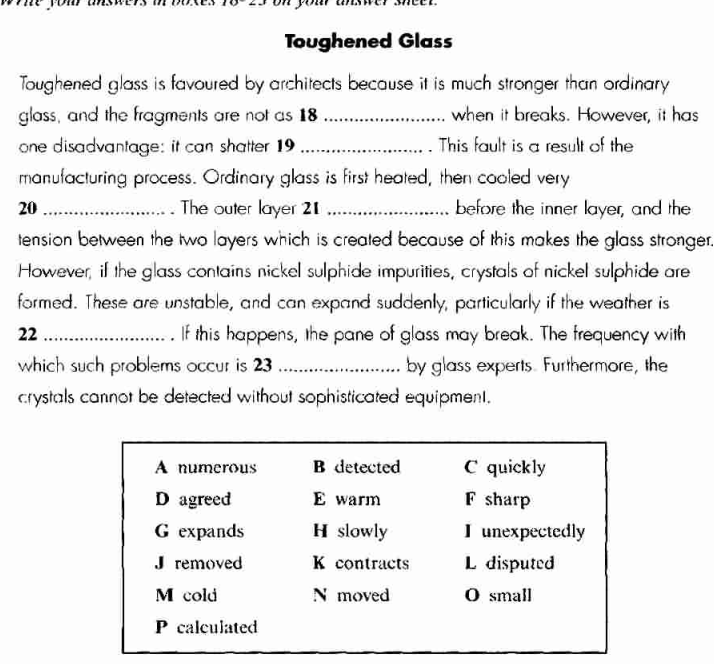 Write your answers in boxes 18-23 on your answer sheet.
Toughened Glass
Toughened glass is favoured by architects because it is much stronger than ordinary
glass, and the fragments are not as 18 ........................ when it breaks. However, it has
one disadvantage: it can shatter 19 ........................ . This fault is a result of the
manufacturing process. Ordinary glass is first heated, then cooled very
20 ........................ . The outer layer 21 ........................ before the inner layer, and the
tension between the two layers which is created because of this makes the glass stronger.
However, if the glass contains nickel sulphide impurities, crystals of nickel sulphide are
formed. These are unstable, and can expand suddenly, particularly if the weather is
22 ........................ . If this happens, the pane of glass may break. The frequency with
which such problems occur is 23 ........................ by glass experts. Furthermore, the
crystals cannot be detected without sophisticated equipment.
A numerous B detected C quickly
D agreed E warm F sharp
G expands H slowly I unexpectedly
J removed K contracts L disputed
M cold N moved O small
P calculated